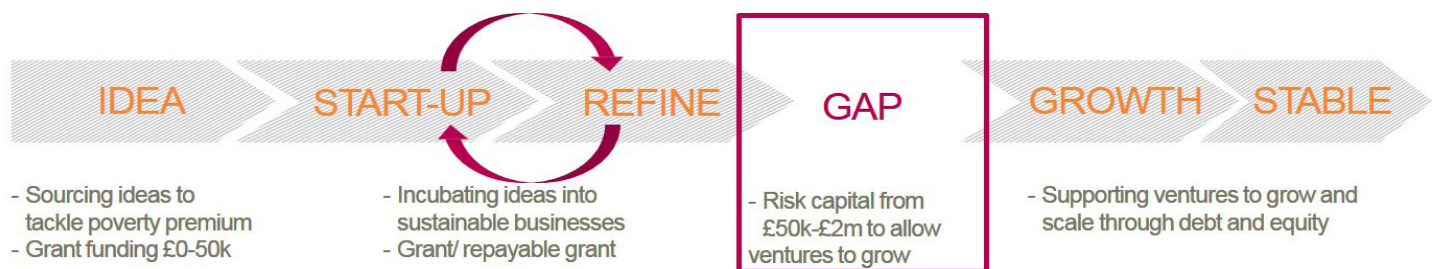 IDEA
START-UP
REFINE
GAP
GROWTH
STABLE
- Sourcing ideas to
tackle poverty premium
- Grant funding £0-50k
- Incubating ideas into
sustainable businesses
- Grant/ repayable grant
- Risk capital from
£50k-£2m to allow
ventures to grow
- Supporting ventures to grow and
scale through debt and equity